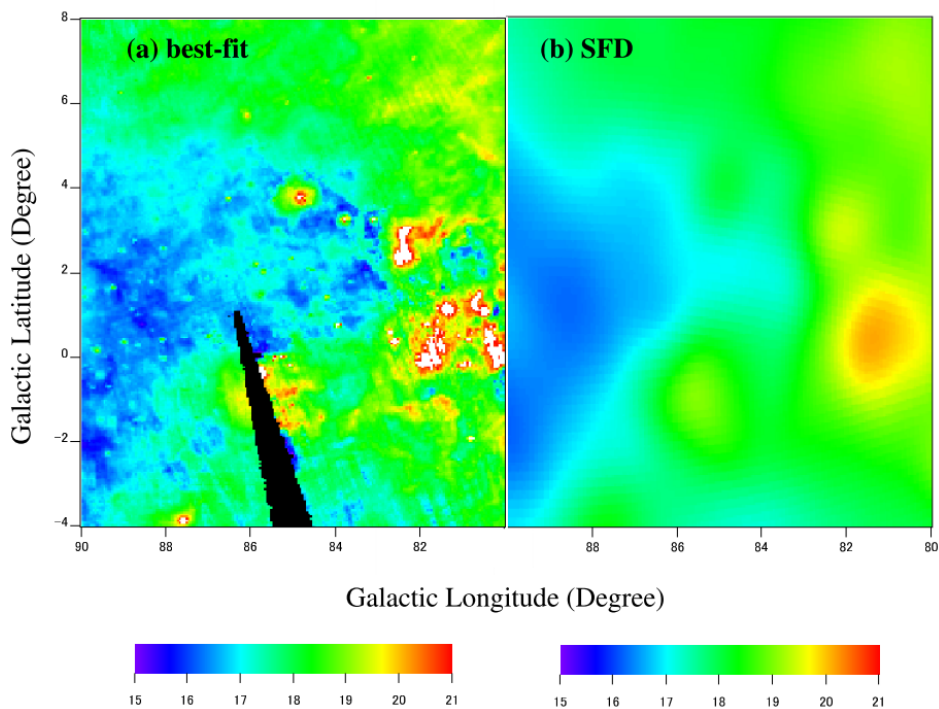 (a) best-fit
(b) SFD
8
6
4
2
0
−2
−4
Galactic Latitude (Degree)
90 88 86 84 82
88 86 84 82 80
Galactic Longitude (Degree)
15 16 17 18 19 20 21
15 16 17 18 19 20 21